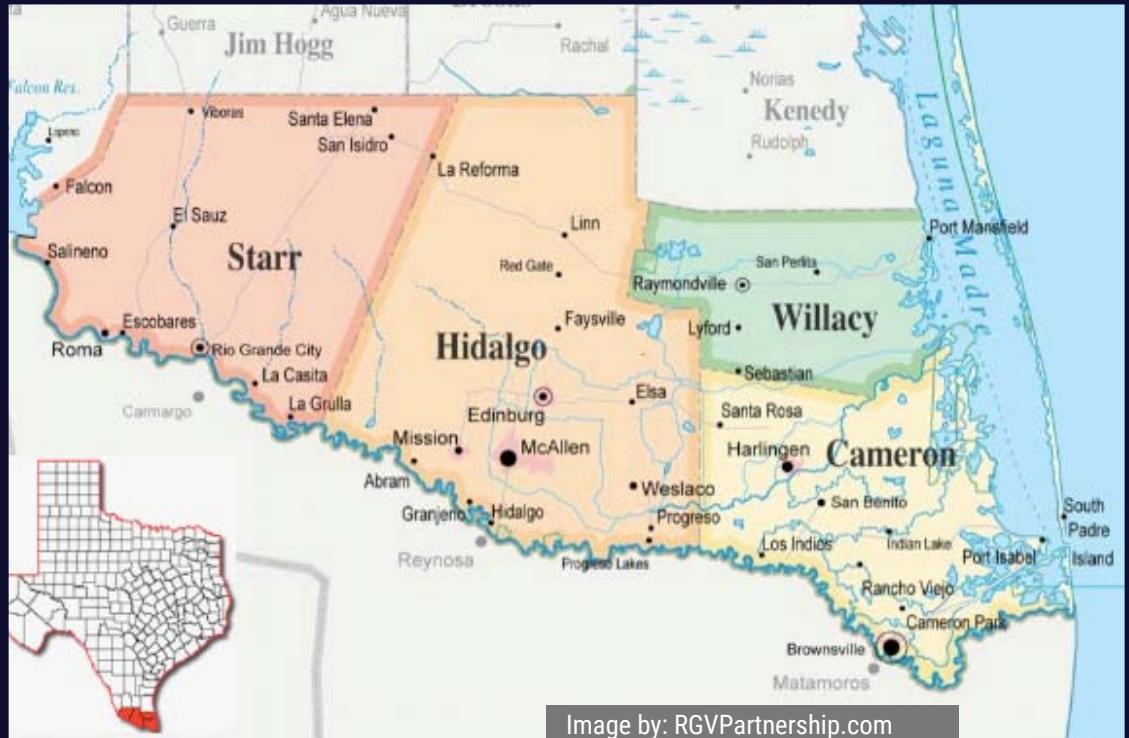 Agua Nueva
Guerra
Jim Hogg
Rachal
Falcon Res.
Norias
Kenedy
Rudolph
Laguna Madre
Viboras
Santa Elena
San Isidro
Lopeno
La Reforma
Falcon
El Sauz
Linn
Port Mansfield
Salineno
Starr
Red Gate
San Perlita
Raymondville
Willacy
Escobares
Faysville
Lyford
Roma
Rio Grande City
Hidalgo
La Casita
Sebastian
Camargo
La Grulla
Edinburg
Elsa
Santa Rosa
Mission
McAllen
Harlingen
Cameron
Abram
Weslaco
San Benito
Granjeno
Hidalgo
Progreso
South
Padre
Island
Reynosa
Progreso Lakes
Los Indios
Indian Lake
Port Isabel
Rancho Viejo
Cameron Park
Brownsville
Matamoros
Image by: RGVPartnership.com